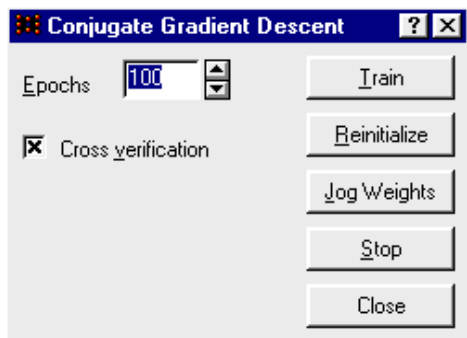 Conjugate Gradient Descent
Epochs 100
Train
Cross verification
Reinitialize
Jog Weights
Stop
Close